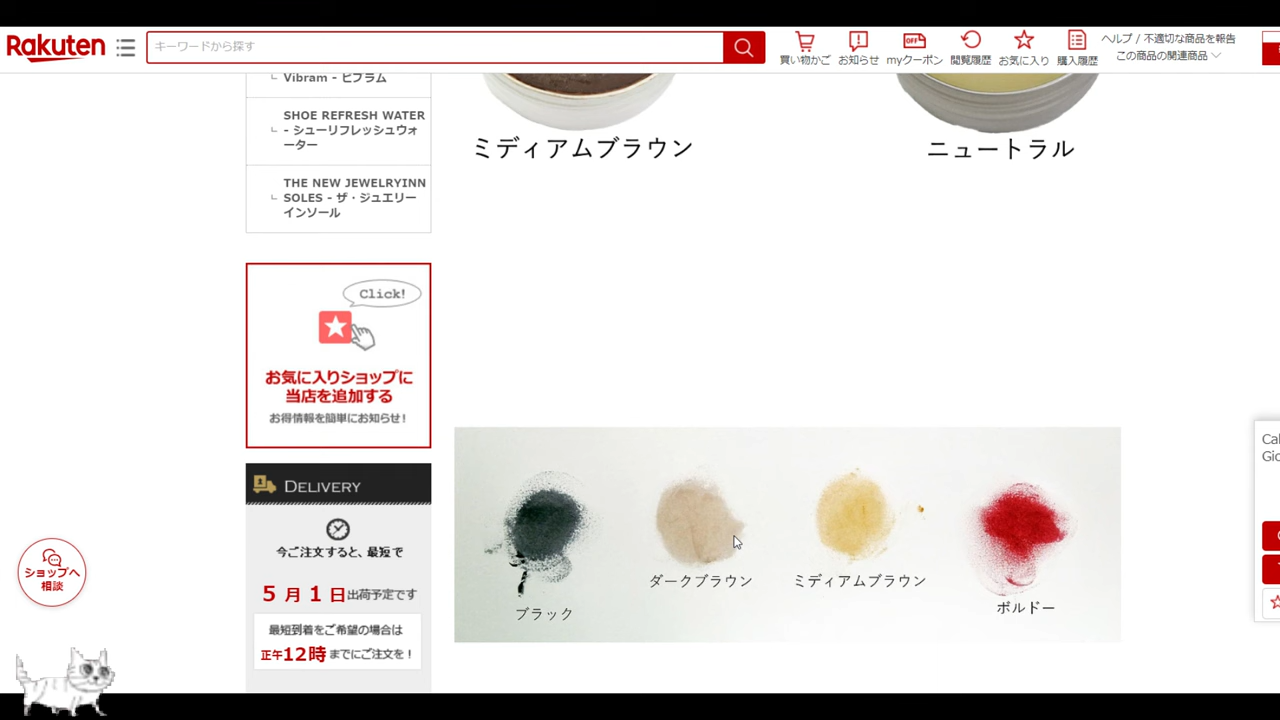 Rakuten
キーワードから探す
買い物かご
お知らせ
myクーポン
閲覧履歴
お気に入り
購入履歴
ヘルプ / 不適切な商品を報告
この商品の関連商品
Vibram - ビブラム
SHOE REFRESH WATER
- シューリフレッシュウォ
ーター
THE NEW JEWELRYINN
SOLES - ザ・ジュエリー
インソール
ミディアムブラウン
ニュートラル
Click!
お気に入りショップに
当店を追加する
お得情報を簡単にお知らせ!
DELIVERY
今ご注文すると、最短で
5月1日出荷予定です
最短到着をご希望の場合は
正午12時までにご注文を!
ショップへ
相談
ブラック
ダークブラウン
ミディアムブラウン
ボルドー